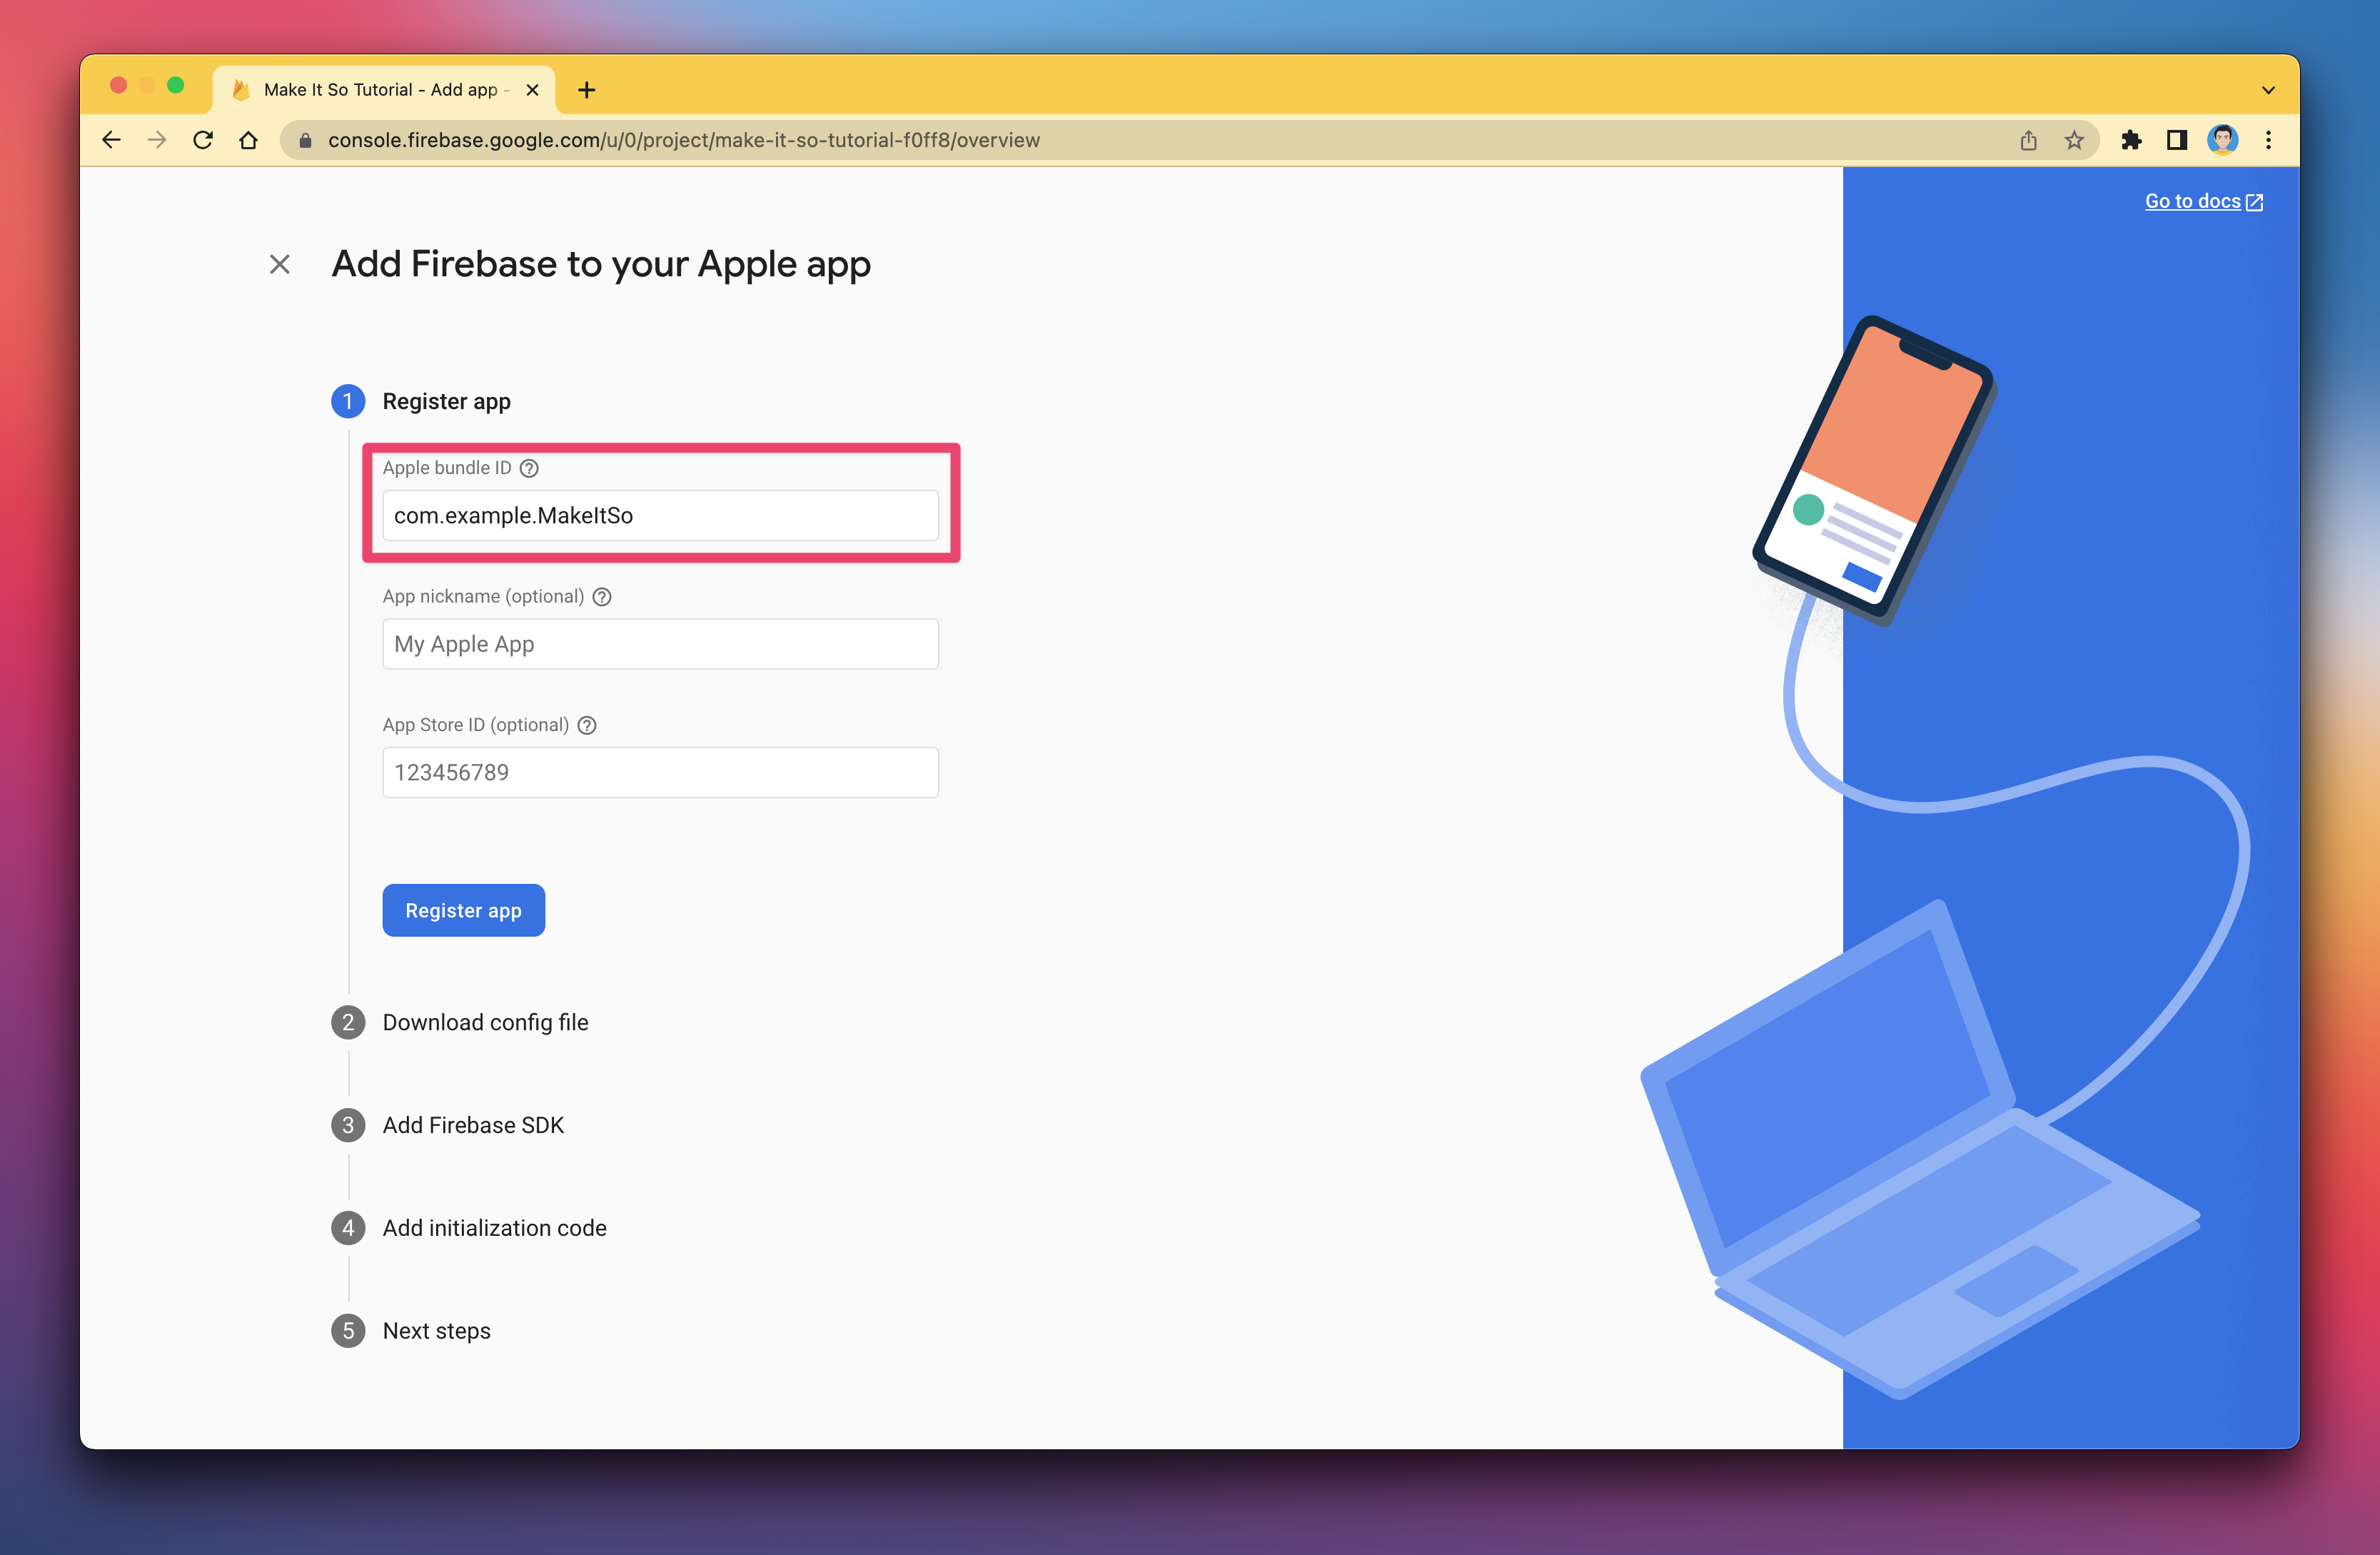 Make It So Tutorial - Add app -
console.firebase.google.com/u/0/project/make-it-so-tutorial-f0ff8/overview
Go to docs
Add Firebase to your Apple app
1 Register app
Apple bundle ID ?
com.example.MakeItSo
App nickname (optional) ?
My Apple App
App Store ID (optional) ?
123456789
Register app
2 Download config file
3 Add Firebase SDK
4 Add initialization code
5 Next steps